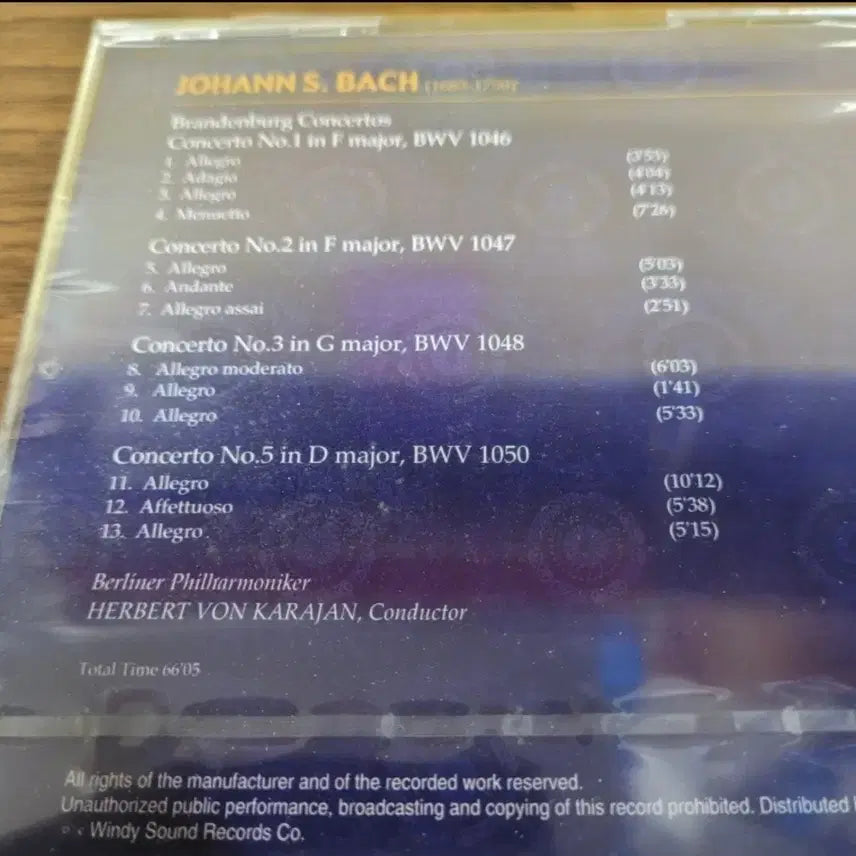 JOHANN S. BACH (1685-1750)
Brandenburg Concertos
Concerto No.1 in F major, BWV 1046
1. Allegro (3'53)
2. Adagio (4'04)
3. Allegro (4'13)
4. Menuetto (7'26)
Concerto No.2 in F major, BWV 1047
5. Allegro (5'03)
6. Andante (3'33)
7. Allegro assai (2'51)
Concerto No.3 in G major, BWV 1048
8. Allegro moderato (6'03)
9. Allegro (1'41)
10. Allegro (5'33)
Concerto No.5 in D major, BWV 1050
11. Allegro (10'12)
12. Affettuoso (5'38)
13. Allegro (5'15)
Berliner Philharmoniker
HERBERT VON KARAJAN, Conductor
Total Time 66'05
All rights of the manufacturer and of the recorded work reserved.
Unauthorized public performance, broadcasting and copying of this record prohibited. Distributed
Windy Sound Records Co.